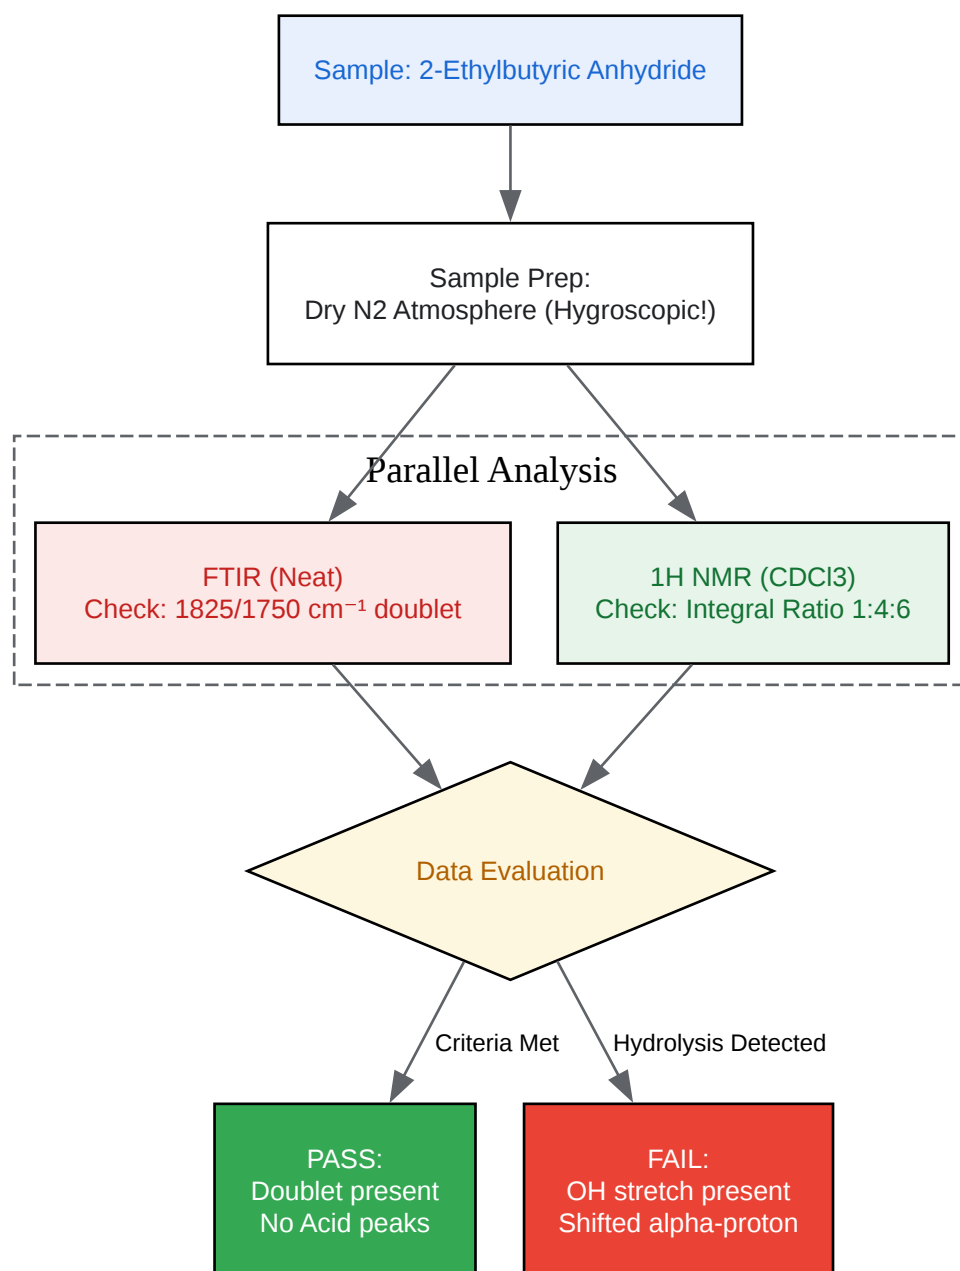 Sample: 2-Ethylbutyric Anhydride
Sample Prep:
Dry N2 Atmosphere (Hygroscopic!)
Parallel Analysis
FTIR (Neat)
Check: 1825/1750 cm⁻¹ doublet
1H NMR (CDCl3)
Check: Integral Ratio 1:4:6
Data Evaluation
Criteria Met
Hydrolysis Detected
PASS:
Doublet present
No Acid peaks
FAIL:
OH stretch present
Shifted alpha-proton